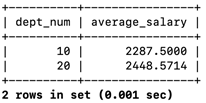 +----------+----------------+
| dept_num | average_salary |
+----------+----------------+
| 10 | 2287.5000 |
| 20 | 2448.5714 |
+----------+----------------+
2 rows in set (0.001 sec)